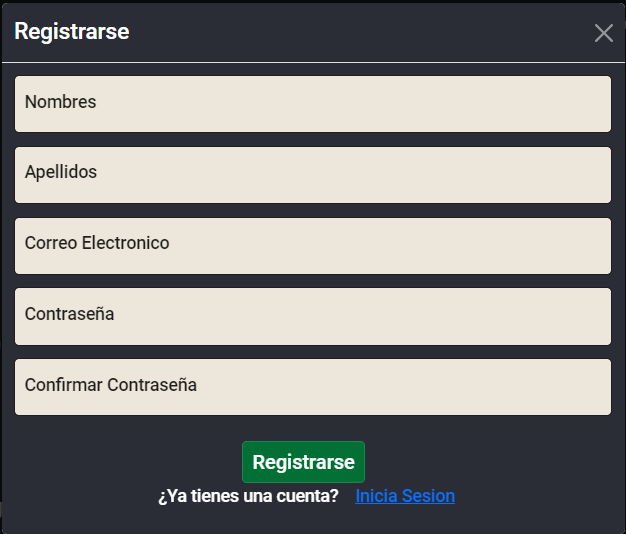 Registrarse
Nombres
Apellidos
Correo Electronico
Contraseña
Confirmar Contraseña
Registrarse
¿Ya tienes una cuenta? Inicia Sesion